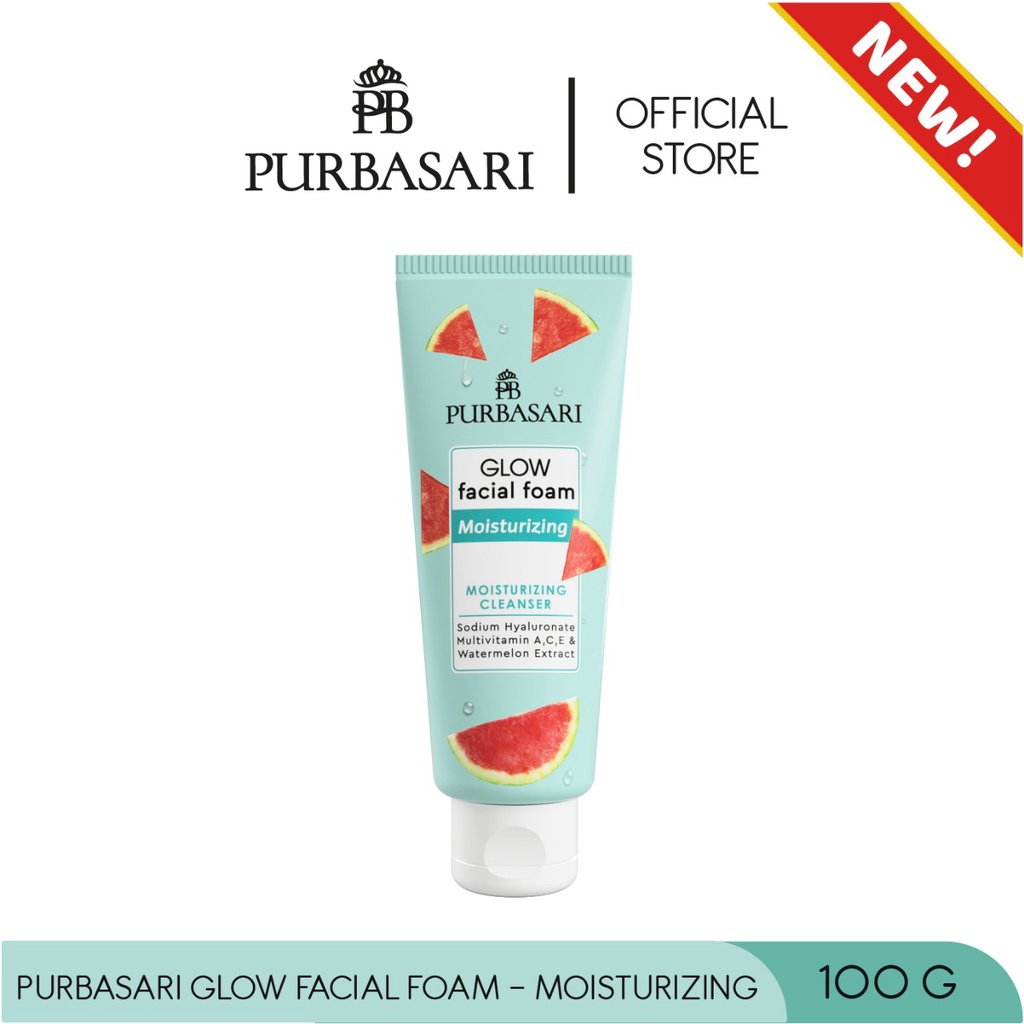 PB
PURBASARI
OFFICIAL
STORE
NEW!
PB
PURBASARI
GLOW
facial foam
Moisturizing
MOISTURIZING
CLEANSER
Sodium Hyaluronate
Multivitamin A,C,E &
Watermelon Extract
PURBASARI GLOW FACIAL FOAM - MOISTURIZING
100 G